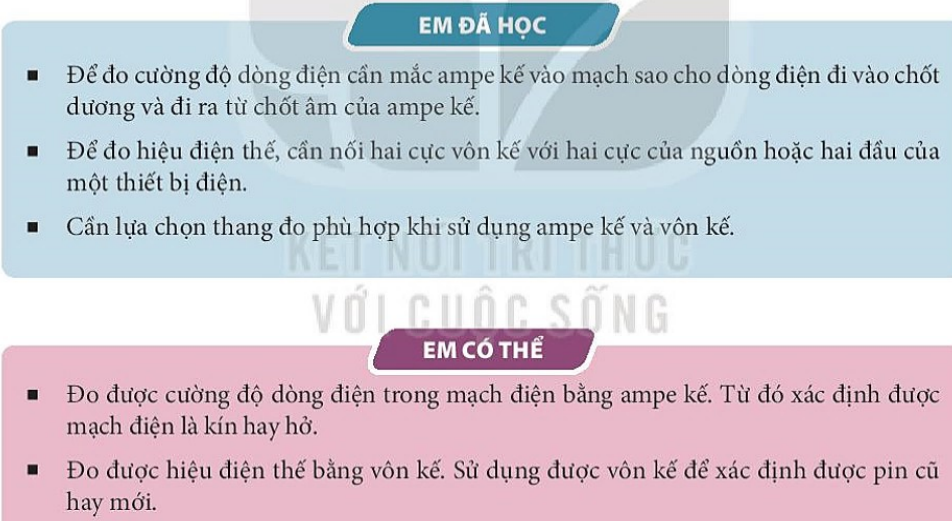 EM ĐÃ HỌC
▪ Để đo cường độ dòng điện cần mắc ampe kế vào mạch sao cho dòng điện đi vào chốt
dương và đi ra từ chốt âm của ampe kế.
▪ Để đo hiệu điện thế, cần nối hai cực vôn kế với hai cực của nguồn hoặc hai đầu của
một thiết bị điện.
▪ Cần lựa chọn thang đo phù hợp khi sử dụng ampe kế và vôn kế.
KẾT NỐI TRI THỨC
VỚI CUỘC SỐNG
EM CÓ THỂ
▪ Đo được cường độ dòng điện trong mạch điện bằng ampe kế. Từ đó xác định được
mạch điện là kín hay hở.
▪ Đo được hiệu điện thế bằng vôn kế. Sử dụng được vôn kế để xác định được pin cũ
hay mới.